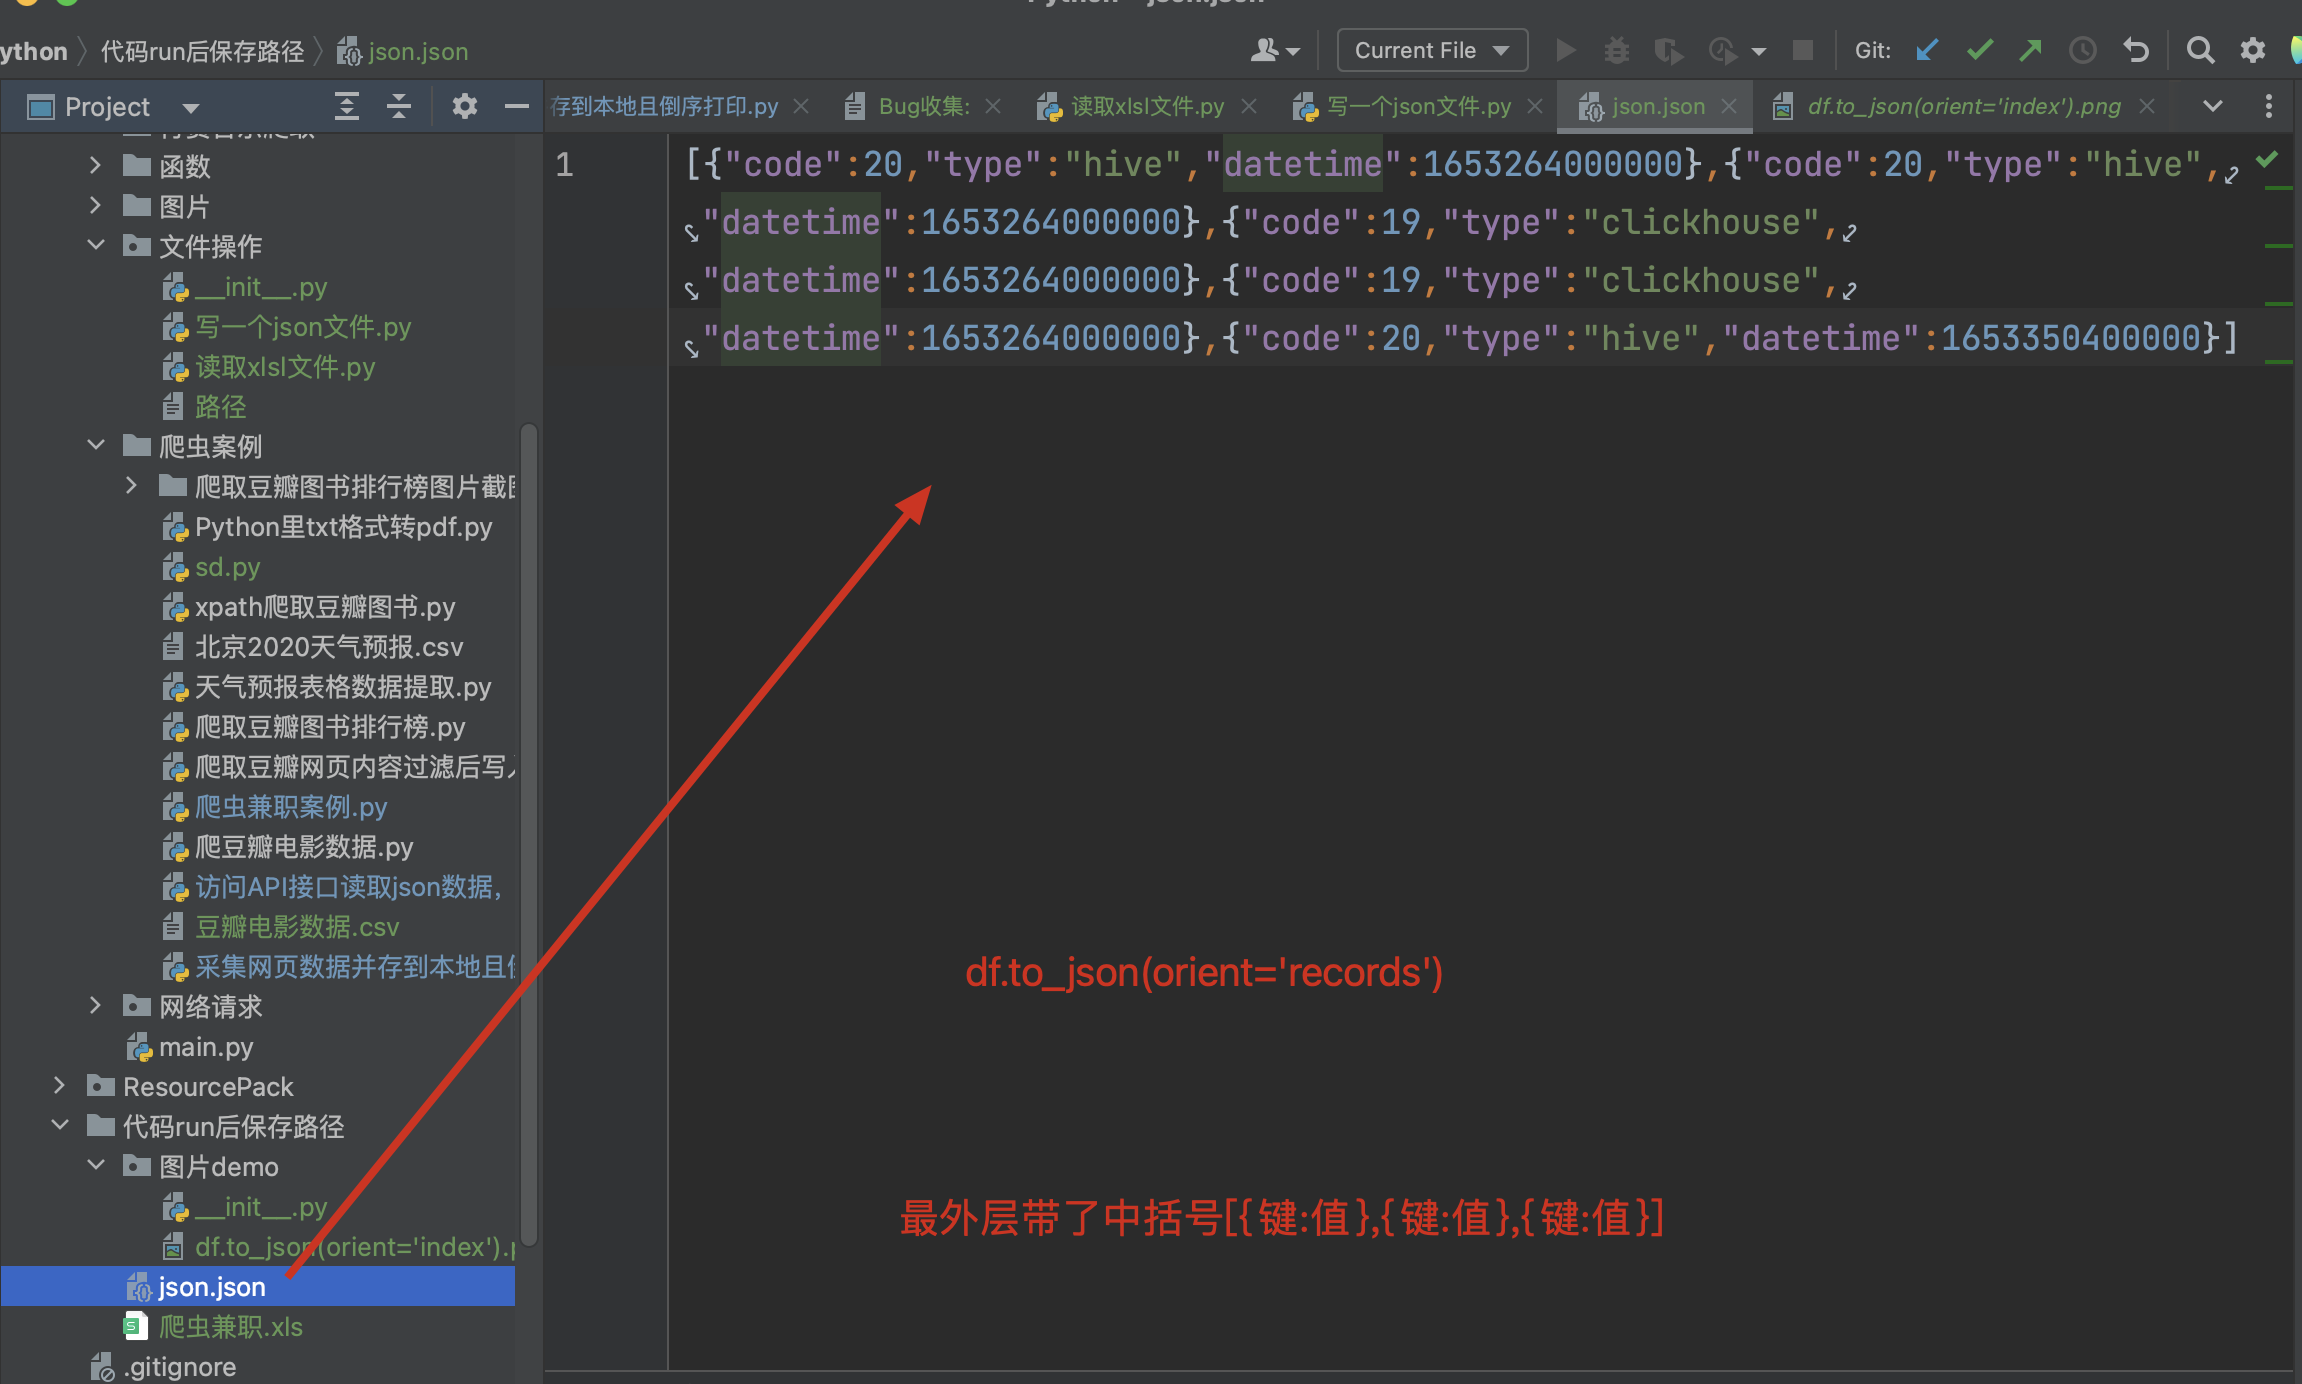 ython 代码run后保存路径 json.json
Current File
Git:
Project
存到本地且倒序打印.py
Bug收集:
读取xlsl文件.py
写一个json文件.py
json.json
df.to_json(orient='index').png
函数
图片
文件操作
__init__.py
写一个json文件.py
读取xlsl文件.py
路径
爬虫案例
爬取豆瓣图书排行榜图片截
Python里txt格式转pdf.py
sd.py
xpath爬取豆瓣图书.py
北京2020天气预报.csv
天气预报表格数据提取.py
爬取豆瓣图书排行榜.py
爬取豆瓣网页内容过滤后写
爬虫兼职案例.py
爬豆瓣电影数据.py
访问API接口读取json数据,
豆瓣电影数据.csv
采集网页数据并存到本地且
网络请求
main.py
ResourcePack
代码run后保存路径
图片demo
__init__.py
df.to_json(orient='index').
json.json
爬虫兼职.xls
.gitignore
1
[{"code":20,"type":"hive","datetime":1653264000000},{"code":20,"type":"hive",
"datetime":1653264000000},{"code":19,"type":"clickhouse",
"datetime":1653264000000},{"code":19,"type":"clickhouse",
"datetime":1653264000000},{"code":20,"type":"hive","datetime":1653350400000}]
df.to_json(orient='records')
最外层带了中括号[{键:值},{键:值},{键:值}]